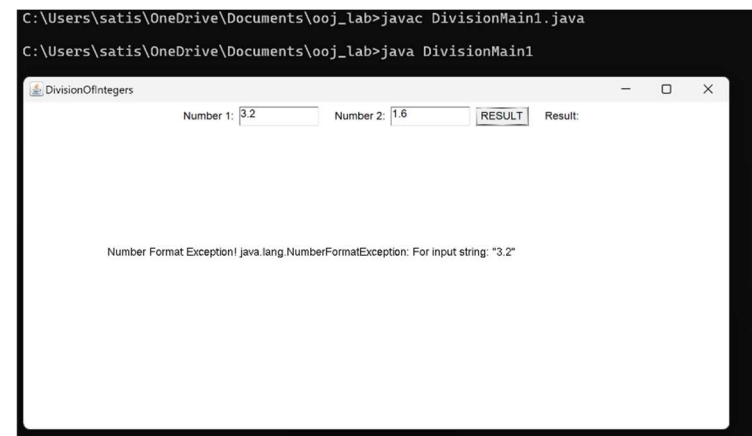 C:\Users\satis\OneDrive\Documents\ooj_lab>javac DivisionMain1.java
C:\Users\satis\OneDrive\Documents\ooj_lab>java DivisionMain1
DivisionOfIntegers
Number 1: 3.2 Number 2: 1.6 RESULT Result:
Number Format Exception! java.lang.NumberFormatException: For input string: "3.2"